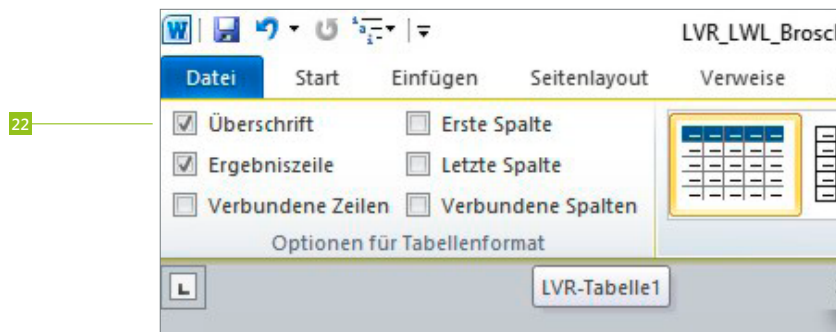 LVR_LWL_Brosc
Datei Start Einfügen Seitenlayout Verweise
22
Überschrift Erste Spalte
Ergebniszeile Letzte Spalte
Verbundene Zeilen Verbundene Spalten
Optionen für Tabellenformat
LVR-Tabelle1